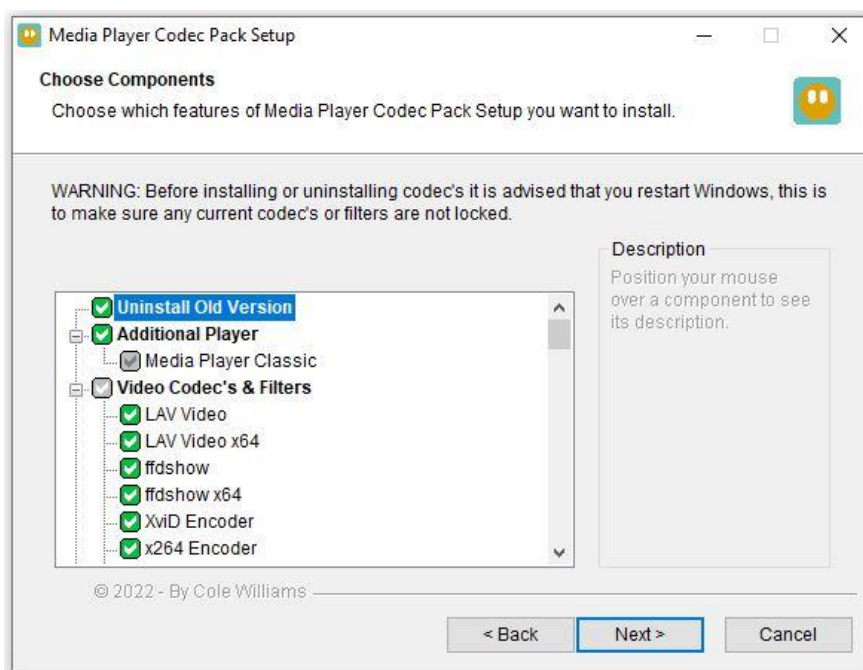 Media Player Codec Pack Setup
Choose Components
Choose which features of Media Player Codec Pack Setup you want to install.
WARNING: Before installing or uninstalling codec's it is advised that you restart Windows, this is
to make sure any current codec's or filters are not locked.
Uninstall Old Version
Additional Player
Media Player Classic
Video Codec's & Filters
LAV Video
LAV Video x64
ffdshow
ffdshow x64
XviD Encoder
x264 Encoder
Description
Position your mouse
over a component to see
its description.
© 2022 - By Cole Williams
< Back
Next >
Cancel